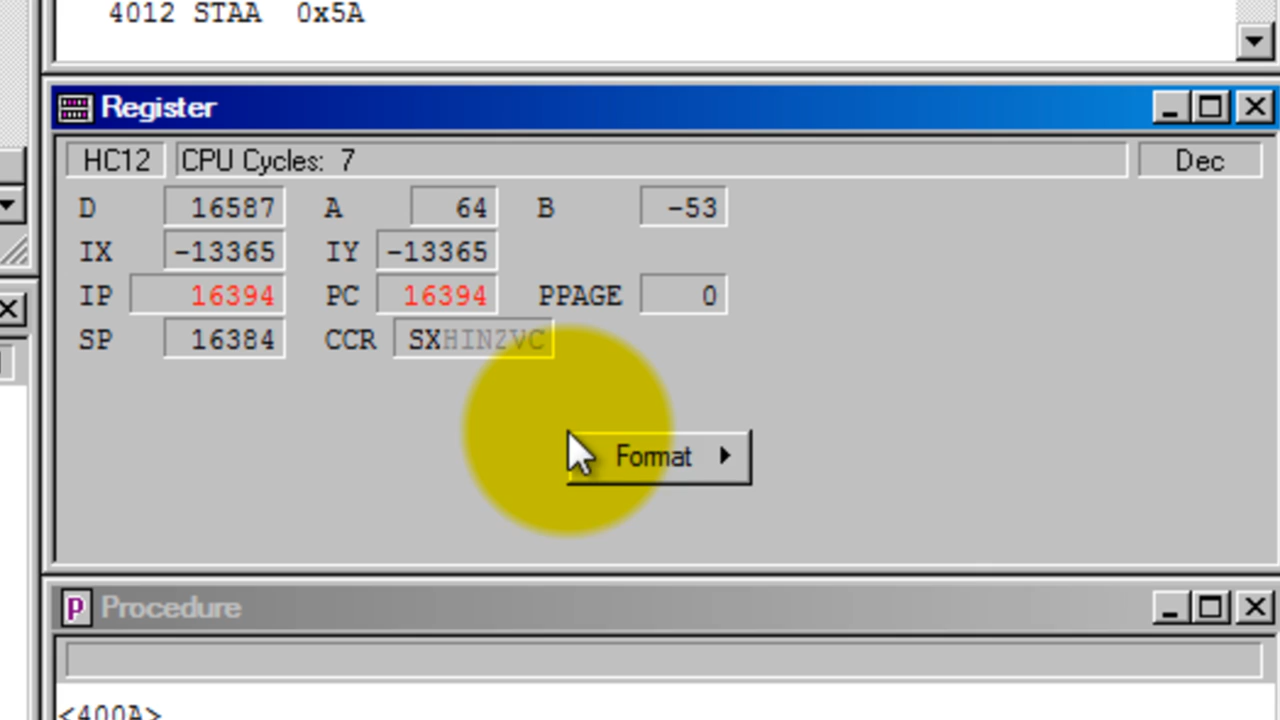 4012 STAA 0x5A
Register
HC12 CPU Cycles: 7 Dec
D 16587 A 64 B -53
IX -13365 IY -13365
IP 16394 PC 16394 PPAGE 0
SP 16384 CCR SXHINZVC
Format
Procedure
<400A>